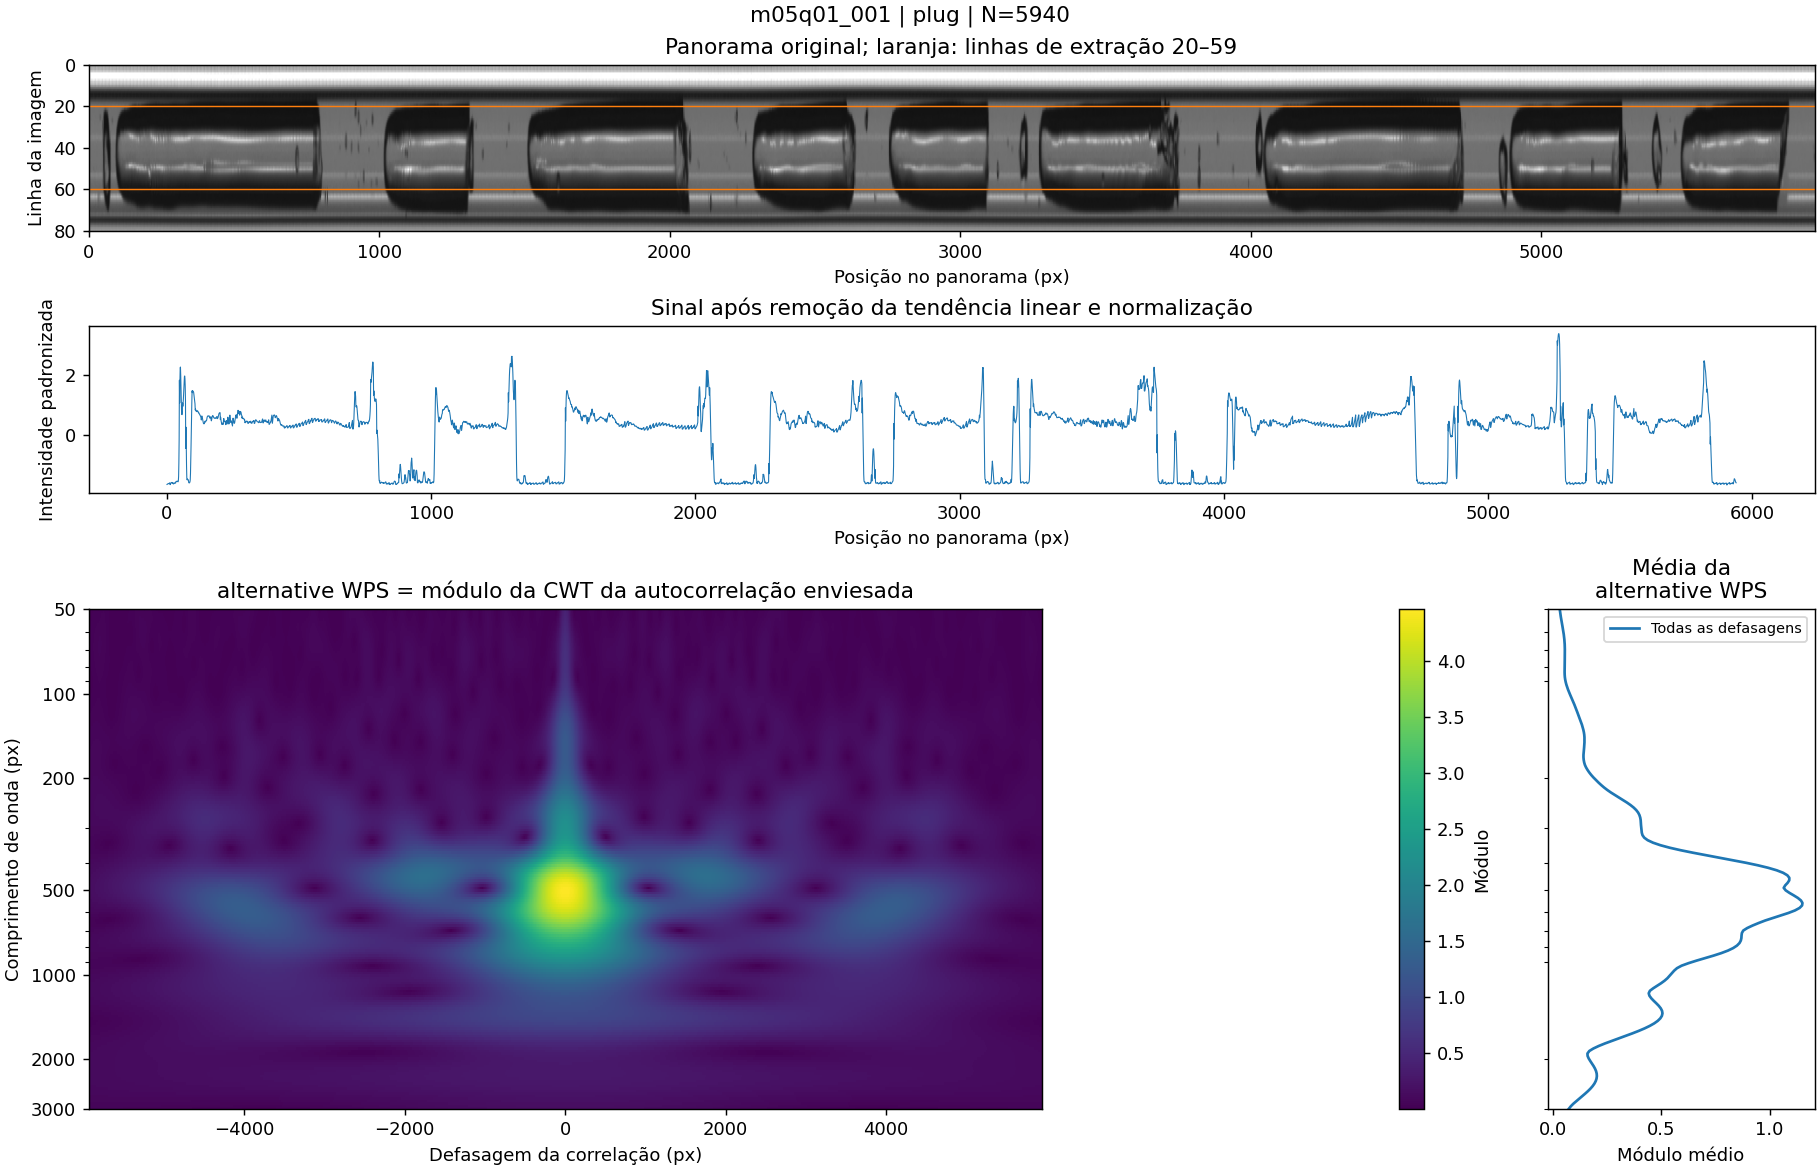 m05q01_001 | plug | N=5940
Panorama original; laranja: linhas de extração 20–59
Linha da imagem
0
20
40
60
80
0 1000 2000 3000 4000 5000
Posição no panorama (px)
Sinal após remoção da tendência linear e normalização
Intensidade padronizada
2
0
0 1000 2000 3000 4000 5000 6000
Posição no panorama (px)
alternative WPS = módulo da CWT da autocorrelação enviesada
Comprimento de onda (px)
50
100
200
500
1000
2000
3000
−4000 −2000 0 2000 4000
Defasagem da correlação (px)
4.0
3.5
3.0
2.5
2.0
1.5
1.0
0.5
Módulo
Média da
alternative WPS
Todas as defasagens
0.0 0.5 1.0
Módulo médio